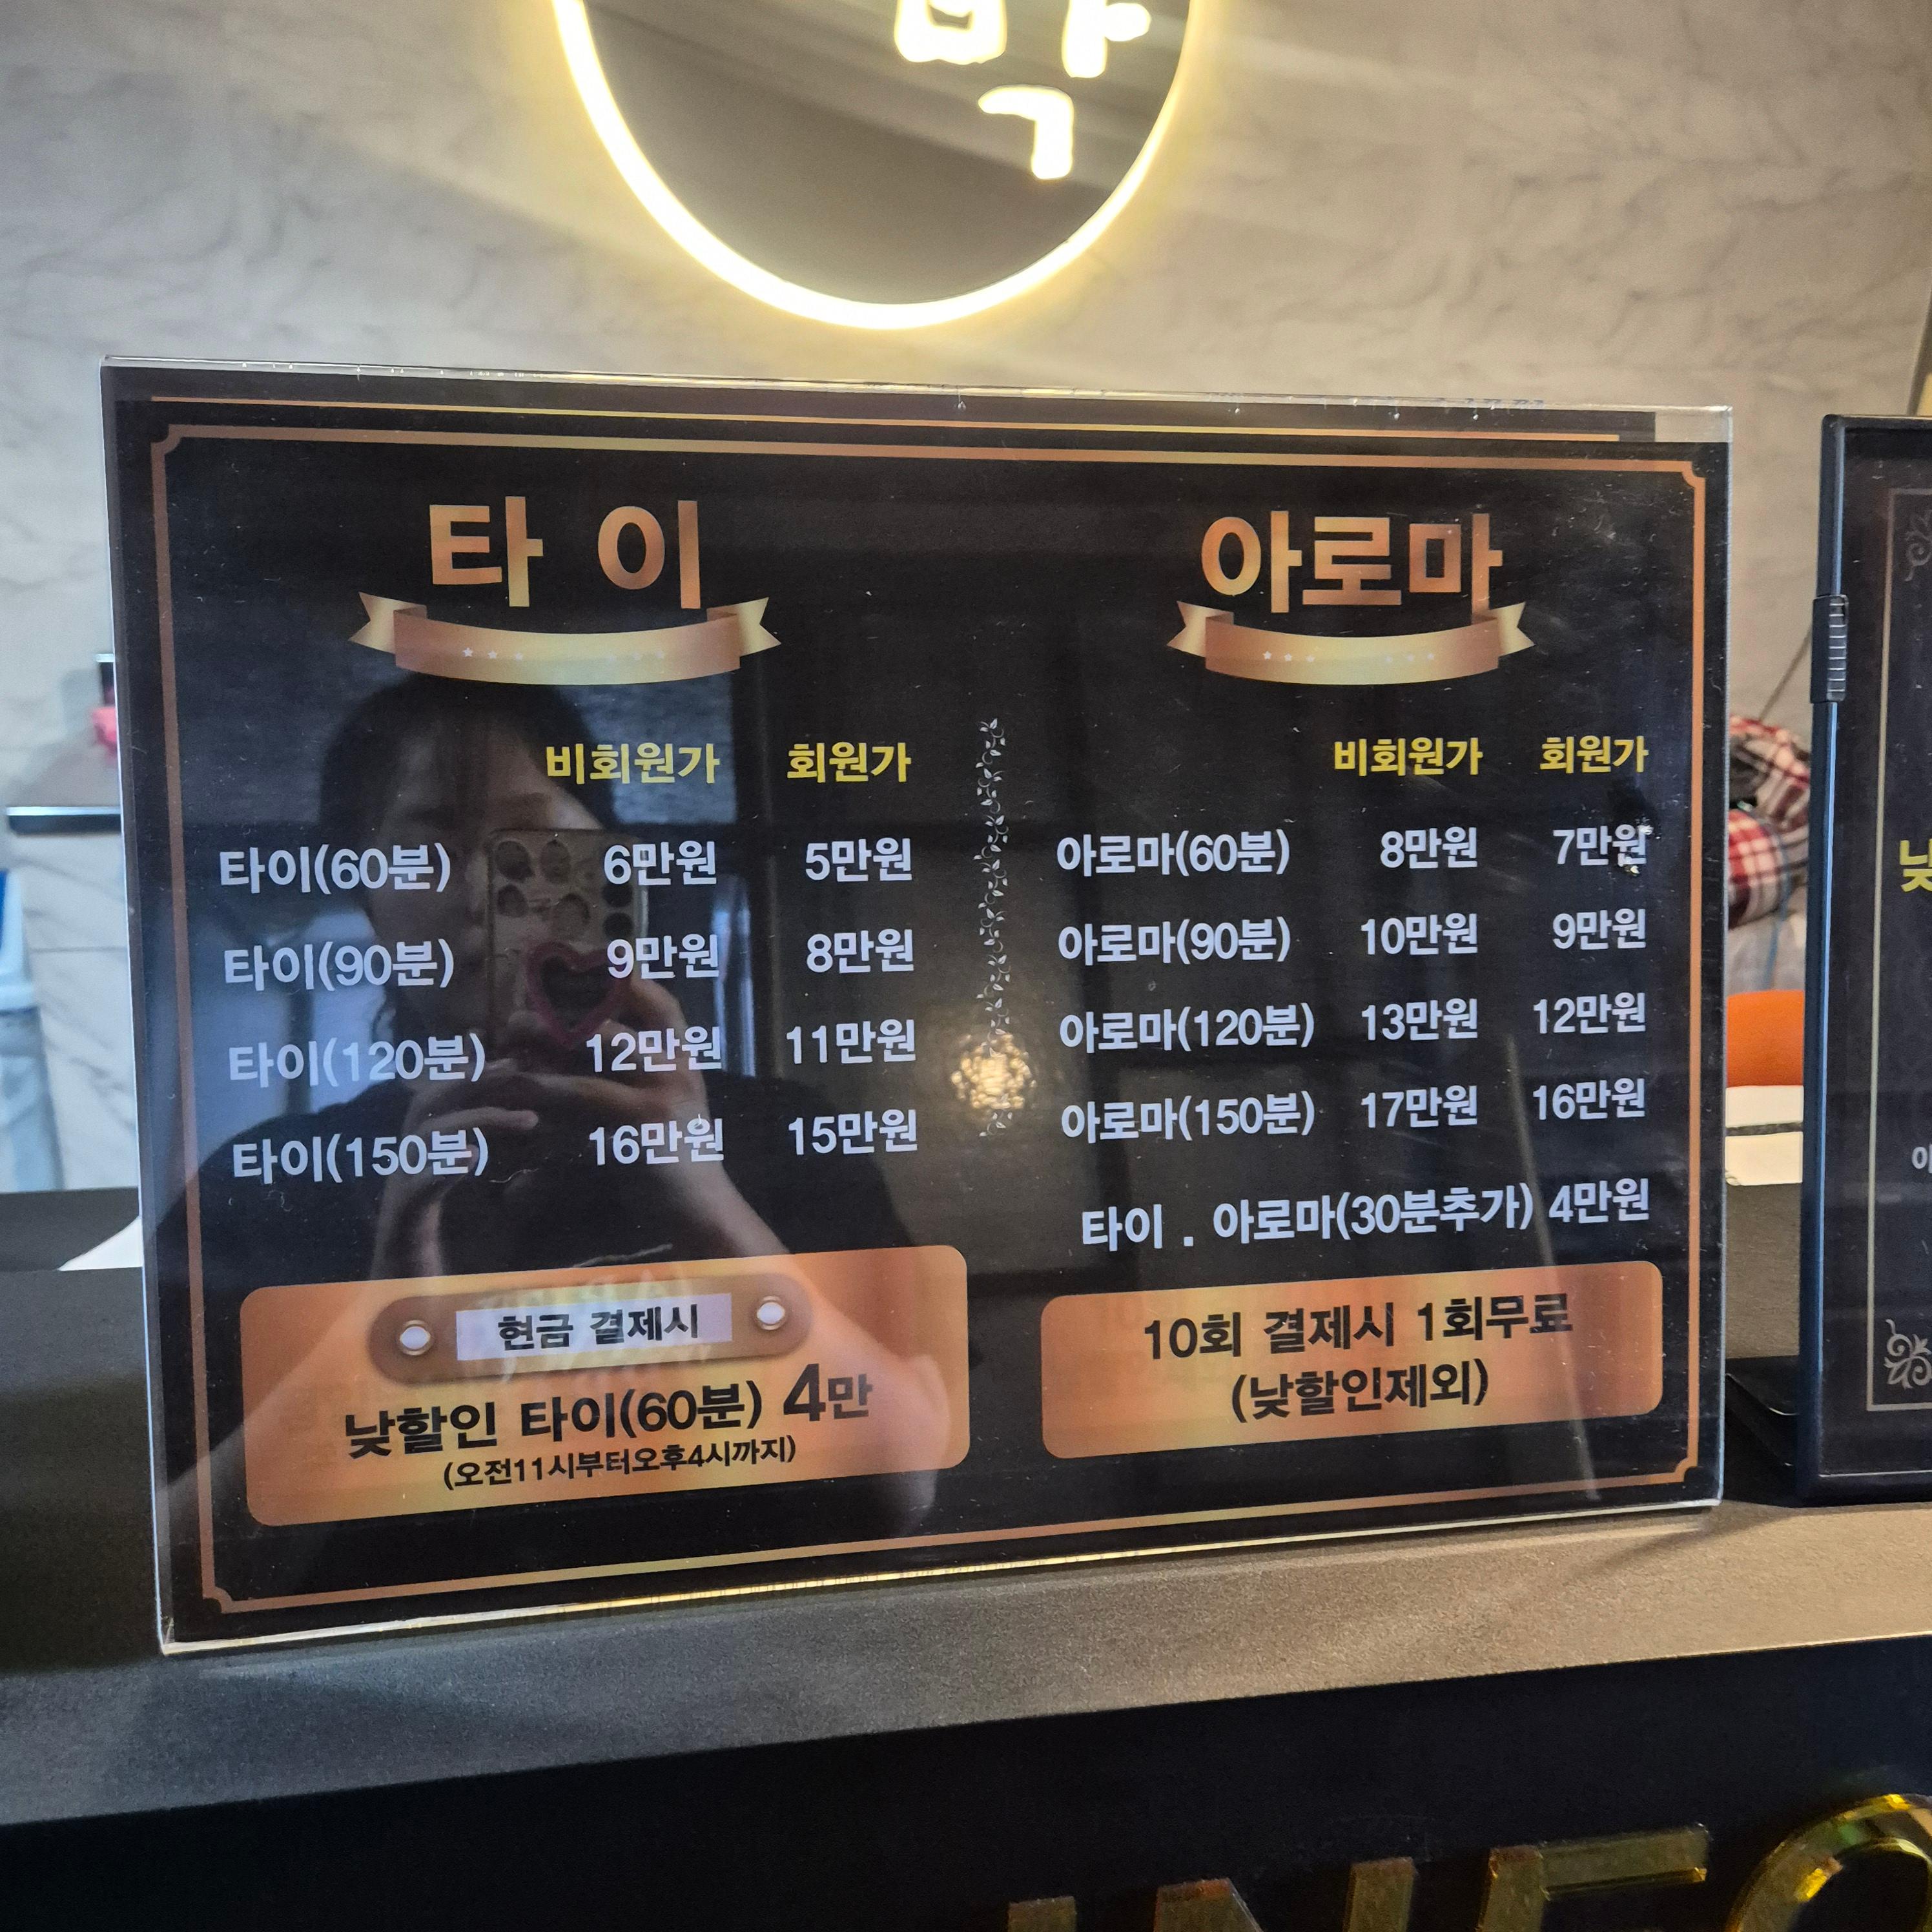 타이
비회원가 회원가
타이(60분) 6만원 5만원
타이(90분) 9만원 8만원
타이(120분) 12만원 11만원
타이(150분) 16만원 15만원
현금 결제시
낮할인 타이(60분) 4만
(오전11시부터오후4시까지)
아로마
비회원가 회원가
아로마(60분) 8만원 7만원
아로마(90분) 10만원 9만원
아로마(120분) 13만원 12만원
아로마(150분) 17만원 16만원
타이 . 아로마(30분추가) 4만원
10회 결제시 1회무료
(낮할인제외)